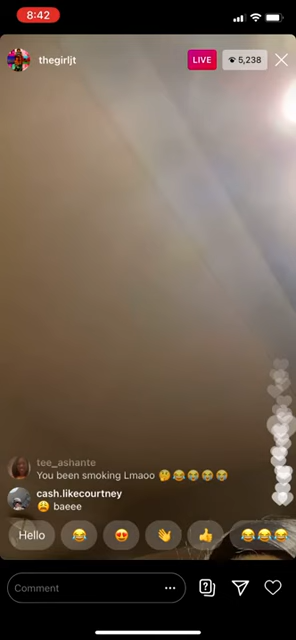 8:42
thegirljt
LIVE
5,238
tee_ashante
You been smoking Lmaoo 🤔😂😭😭😭
cash.likecourtney
😩 baeee
Hello 😂 😍 👋 👍 😂😂😂
Comment